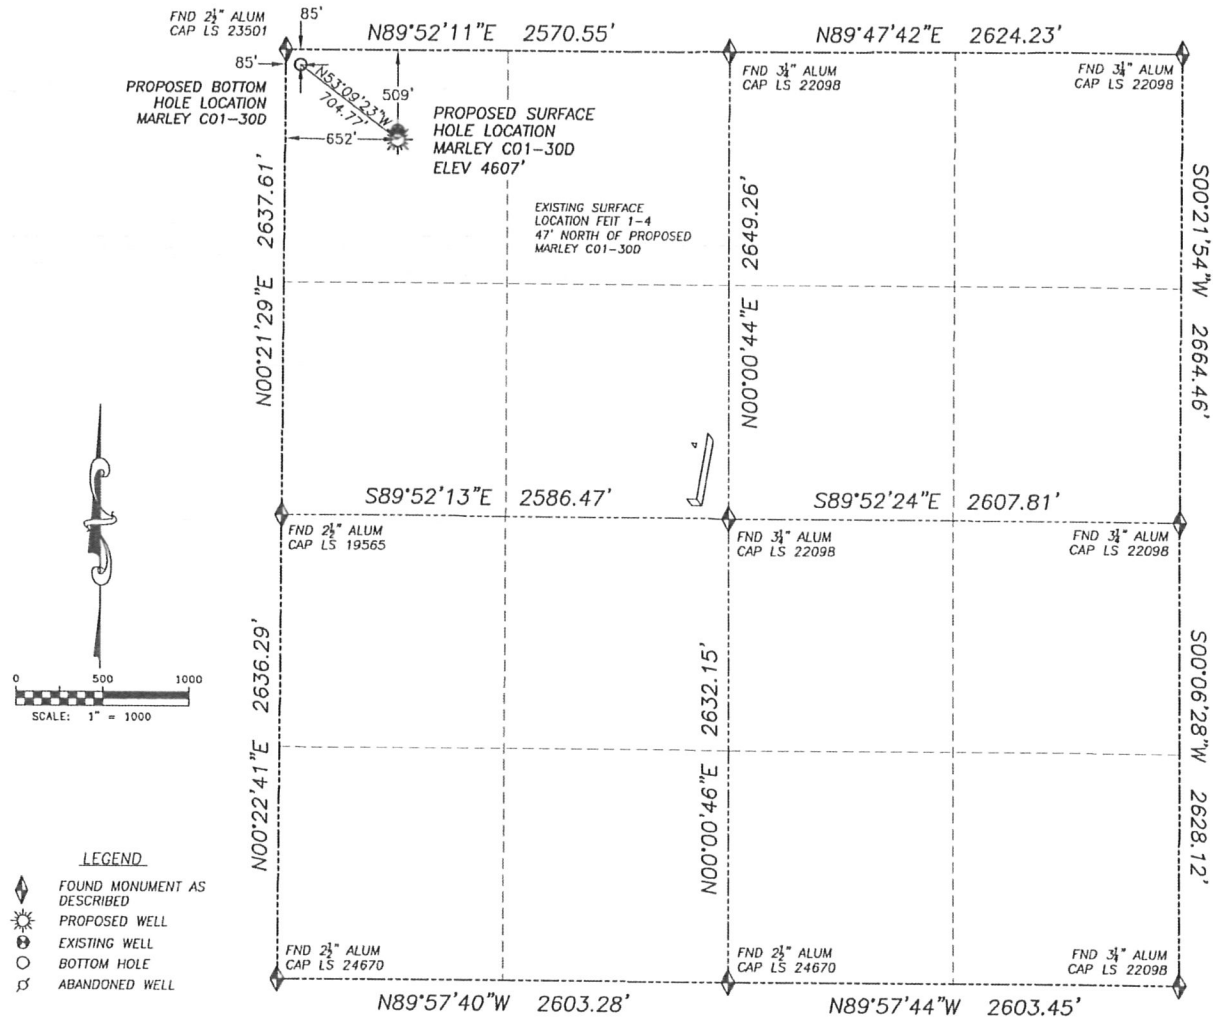 FND 2½" ALUM
CAP LS 23501
85'
N89°52'11"E 2570.55'
N89°47'42"E 2624.23'
85'
PROPOSED BOTTOM
HOLE LOCATION
MARLEY C01-30D
N53°09'23"W
704.77'
509'
652'
PROPOSED SURFACE
HOLE LOCATION
MARLEY C01-30D
ELEV 4607'
FND 3¼" ALUM
CAP LS 22098
FND 3¼" ALUM
CAP LS 22098
EXISTING SURFACE
LOCATION FEIT 1-4
47' NORTH OF PROPOSED
MARLEY C01-30D
N00°21'29"E 2637.61'
N00°00'44"E 2649.26'
S00°21'54"W 2664.46'
S89°52'13"E 2586.47'
S89°52'24"E 2607.81'
FND 2½" ALUM
CAP LS 19565
FND 3¼" ALUM
CAP LS 22098
FND 3¼" ALUM
CAP LS 22098
4
N00°22'41"E 2636.29'
N00°00'46"E 2632.15'
S00°06'28"W 2628.12'
0 500 1000
SCALE: 1" = 1000
LEGEND
FOUND MONUMENT AS
DESCRIBED
PROPOSED WELL
EXISTING WELL
BOTTOM HOLE
ABANDONED WELL
FND 2½" ALUM
CAP LS 24670
FND 2½" ALUM
CAP LS 24670
FND 3¼" ALUM
CAP LS 22098
N89°57'40"W 2603.28'
N89°57'44"W 2603.45'